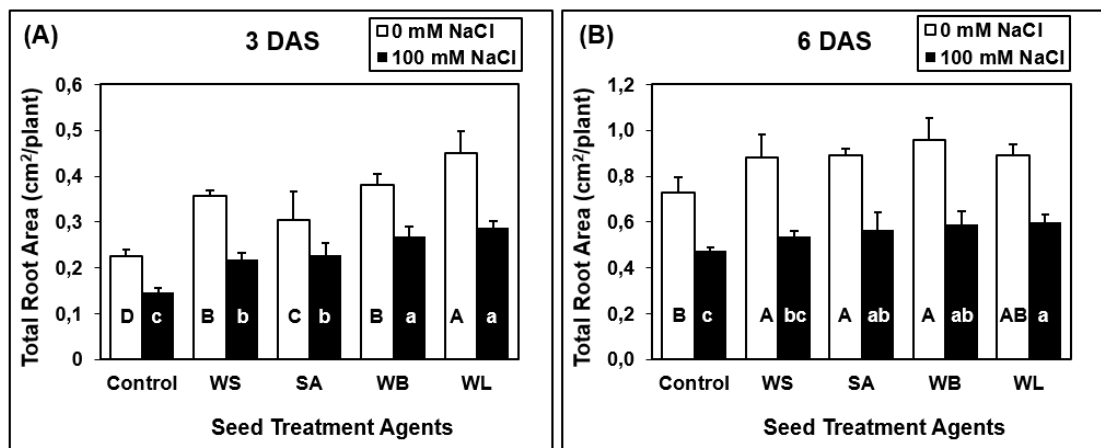 (A)
3 DAS
0 mM NaCl
100 mM NaCl
Total Root Area (cm²/plant)
0,6
0,5
0,4
0,3
0,2
0,1
0
D c B b C b B a A a
Control WS SA WB WL
Seed Treatment Agents
(B)
6 DAS
0 mM NaCl
100 mM NaCl
Total Root Area (cm²/plant)
1,2
1,0
0,8
0,6
0,4
0,2
0,0
B c A bc A ab A ab AB a
Control WS SA WB WL
Seed Treatment Agents